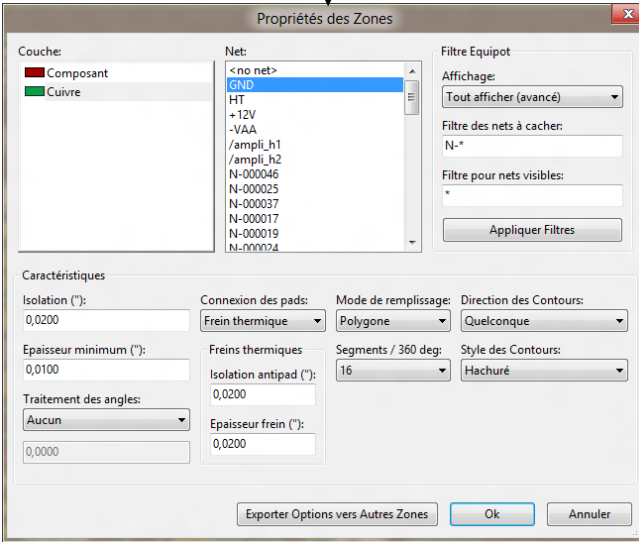 Propriétés des Zones
Couche:
Composant
Cuivre
Net:
<no net>
GND
HT
+12V
-VAA
/ampli_h1
/ampli_h2
N-000046
N-000025
N-000037
N-000017
N-000019
N-000024
Filtre Equipot
Affichage:
Tout afficher (avancé)
Filtre des nets à cacher:
N-*
Filtre pour nets visibles:
*
Appliquer Filtres
Caractéristiques
Isolation ("):
0,0200
Epaisseur minimum ("):
0,0100
Traitement des angles:
Aucun
0,0000
Connexion des pads:
Frein thermique
Freins thermiques
Isolation antipad ("):
0,0200
Epaisseur frein ("):
0,0200
Mode de remplissage:
Polygone
Segments / 360 deg:
16
Direction des Contours:
Quelconque
Style des Contours:
Hachuré
Exporter Options vers Autres Zones
Ok
Annuler